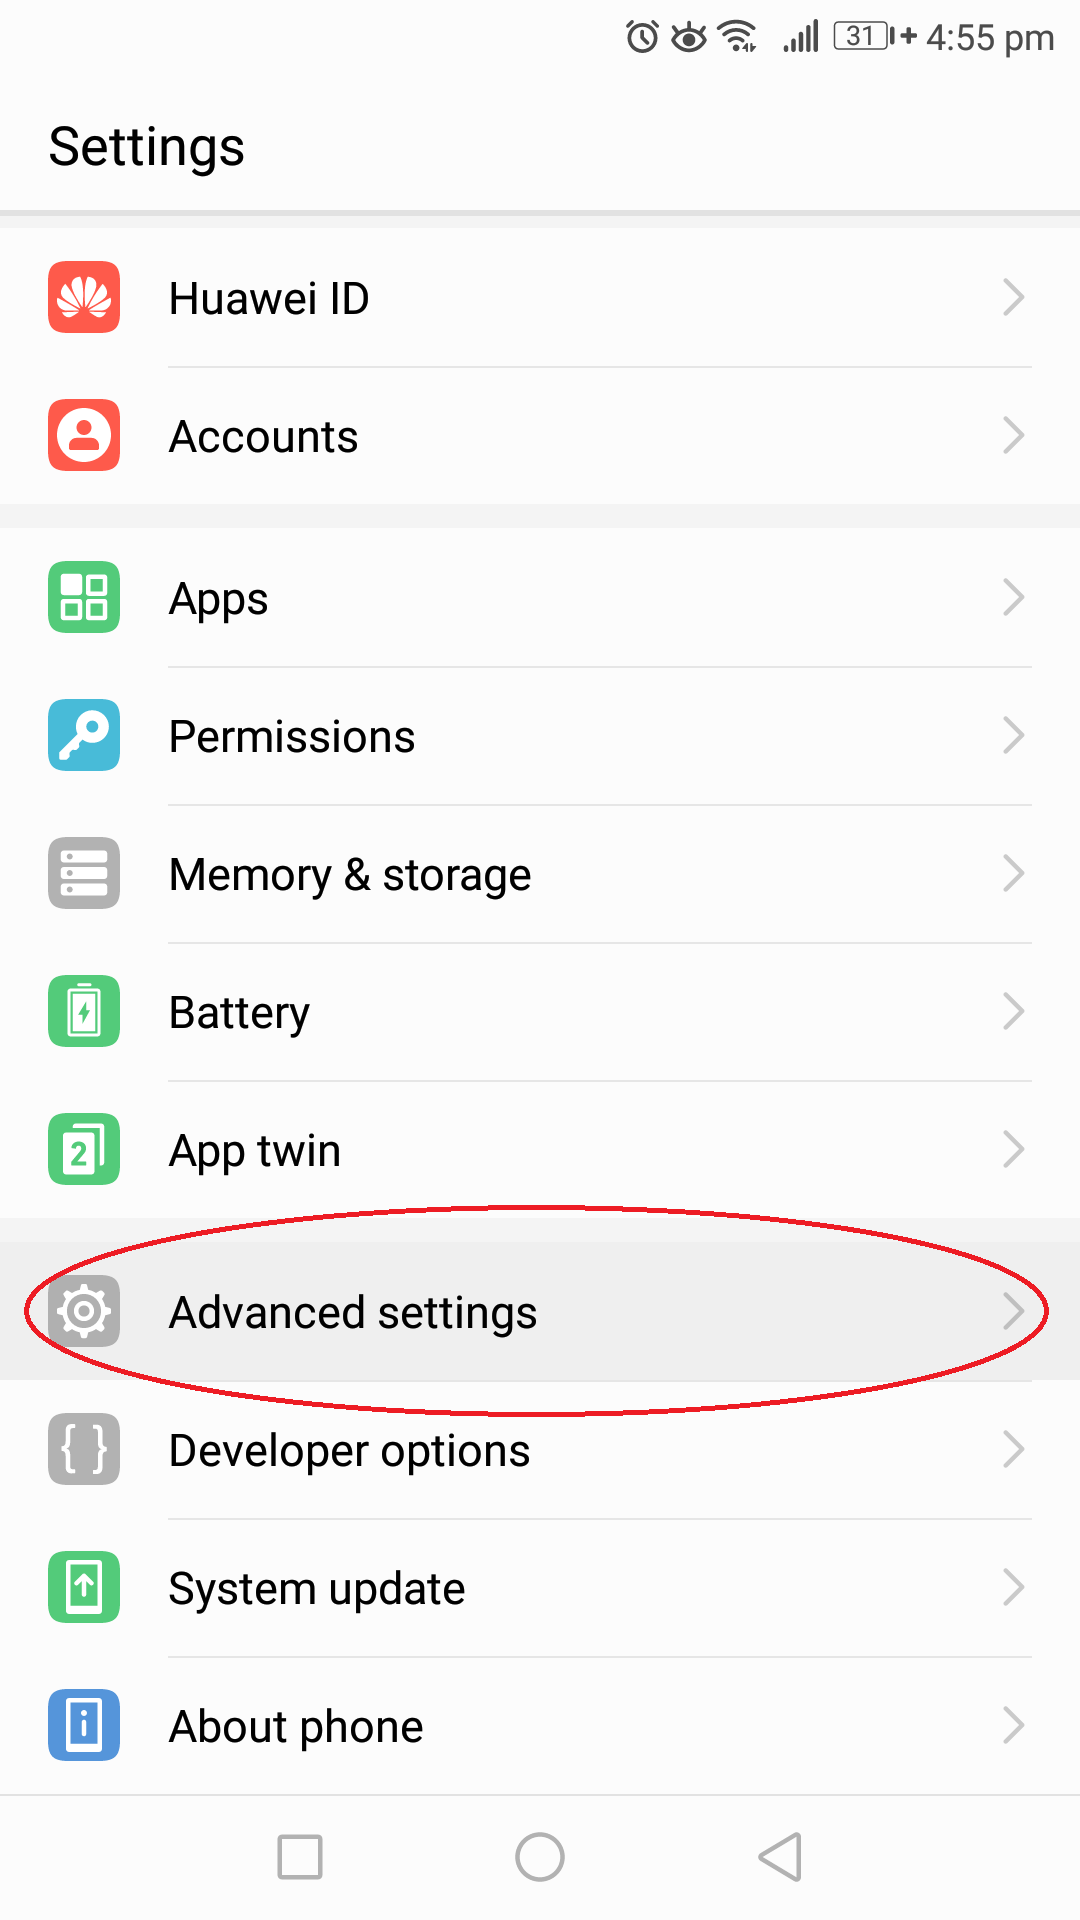 31 4:55 pm
Settings
Huawei ID
Accounts
Apps
Permissions
Memory & storage
Battery
2 App twin
Advanced settings
Developer options
System update
About phone